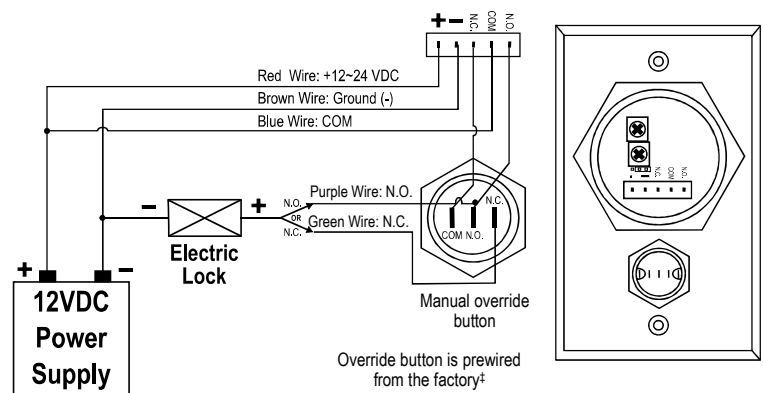 + − N.C. COM N.O.
Red Wire: +12~24 VDC
Brown Wire: Ground (-)
Blue Wire: COM
N.O. Purple Wire: N.O.
OR
N.C. Green Wire: N.C.
− +
Electric
Lock
COM N.O. N.C.
Manual override
button
+ −
12VDC
Power
Supply
Override button is prewired
from the factory‡
N.C. COM N.O.